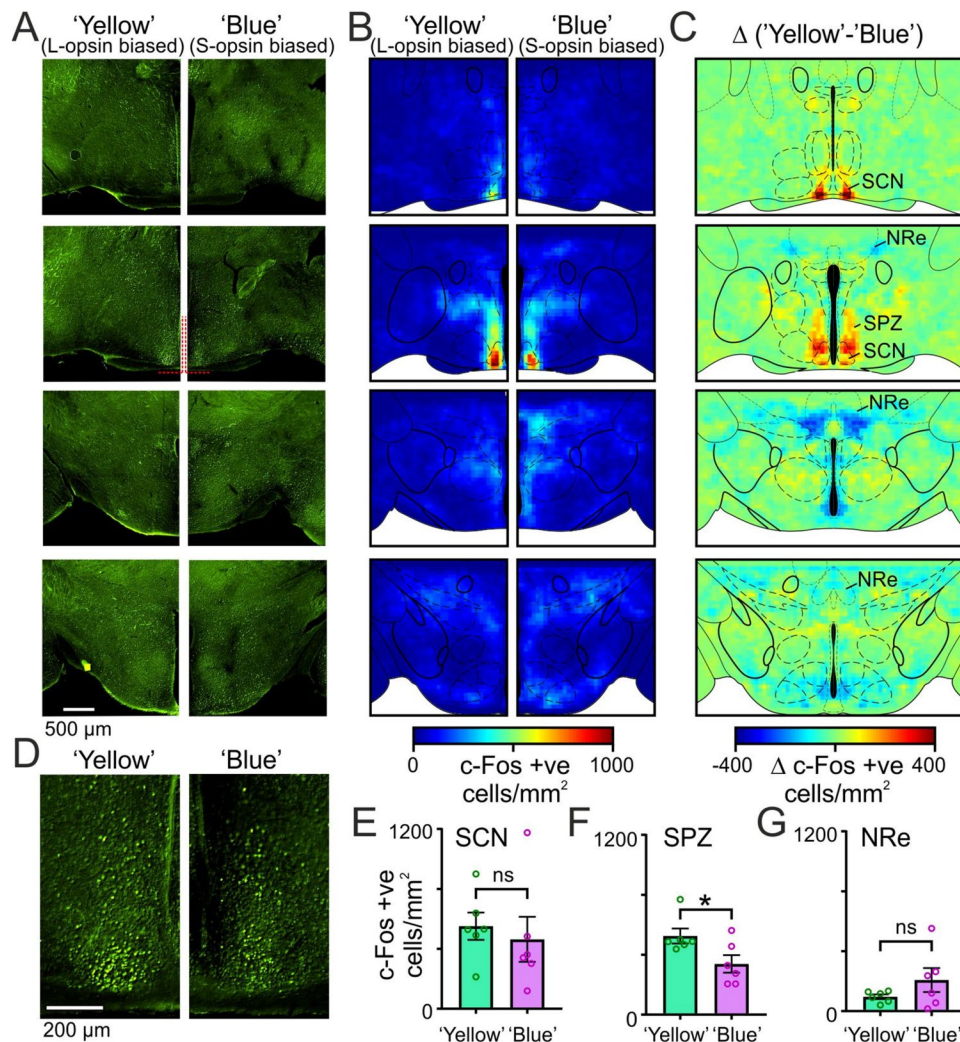 A
‘Yellow’
(L-opsin biased)
‘Blue’
(S-opsin biased)
B
‘Yellow’
(L-opsin biased)
‘Blue’
(S-opsin biased)
C
Δ (’Yellow’-’Blue’)
SCN
NRe
SPZ
SCN
NRe
NRe
500 µm
0
1000
c-Fos +ve
cells/mm²
-400
400
Δ c-Fos +ve
cells/mm²
D
‘Yellow’
‘Blue’
200 µm
E
SCN
1200
c-Fos +ve
cells/mm²
ns
0
‘Yellow’
‘Blue’
F
SPZ
1200
*
0
‘Yellow’
‘Blue’
G
NRe
1200
ns
0
‘Yellow’
‘Blue’